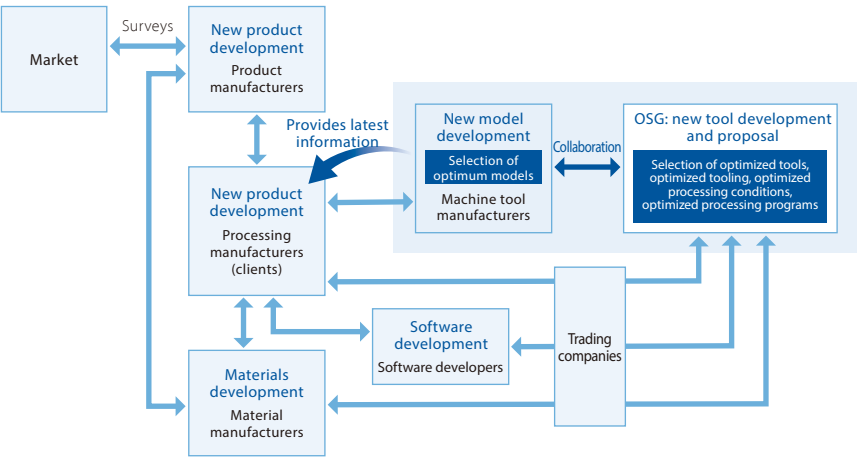 Market
Surveys
New product
development
Product
manufacturers
Provides latest
information
New model
development
Selection of
optimum models
Machine tool
manufacturers
Collaboration
OSG: new tool development
and proposal
Selection of optimized tools,
optimized tooling, optimized
processing conditions,
optimized processing programs
New product
development
Processing
manufacturers
(clients)
Software
development
Software developers
Trading
companies
Materials
development
Material
manufacturers